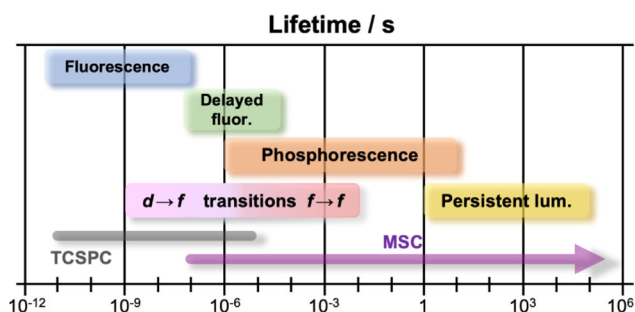 Lifetime / s
Fluorescence
Delayed
fluor.
Phosphorescence
d→f transitions f→f
Persistent lum.
TCSPC
MSC
10⁻¹² 10⁻⁹ 10⁻⁶ 10⁻³ 1 10³ 10⁶